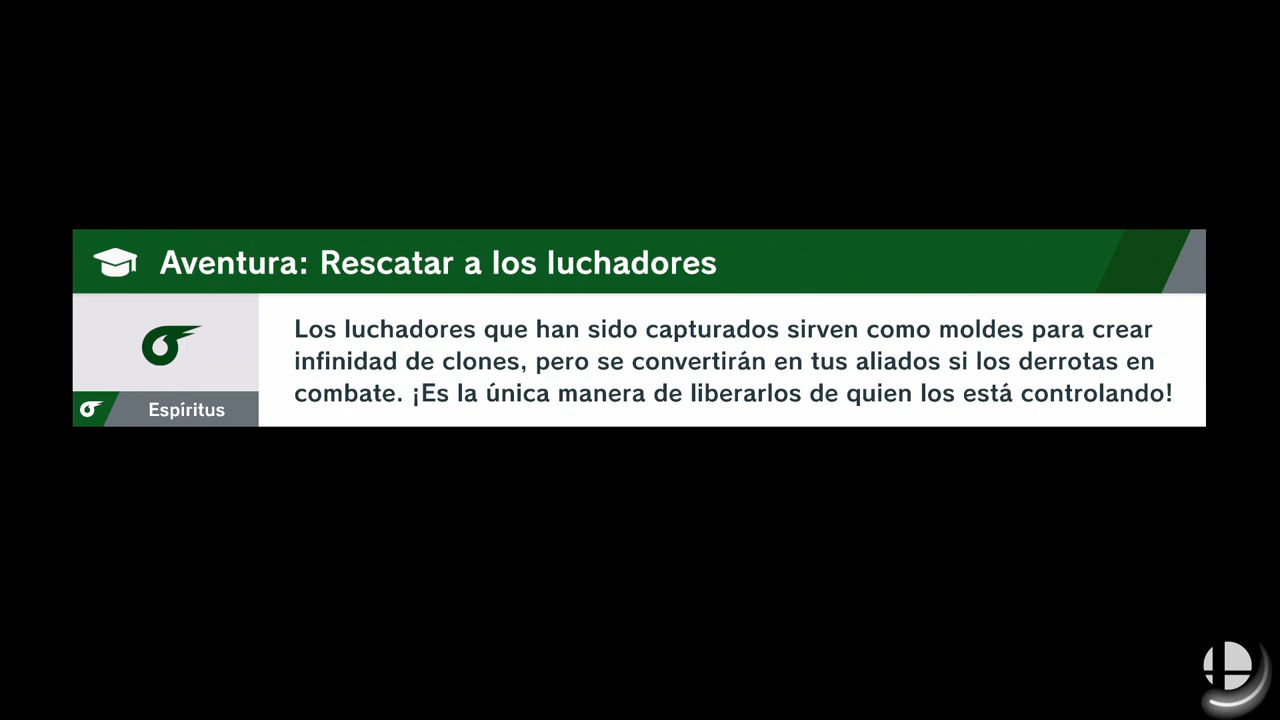 Aventura: Rescatar a los luchadores
Los luchadores que han sido capturados sirven como moldes para crear
infinidad de clones, pero se convertirán en tus aliados si los derrotas en
combate. ¡Es la única manera de liberarlos de quien los está controlando!
Espíritus